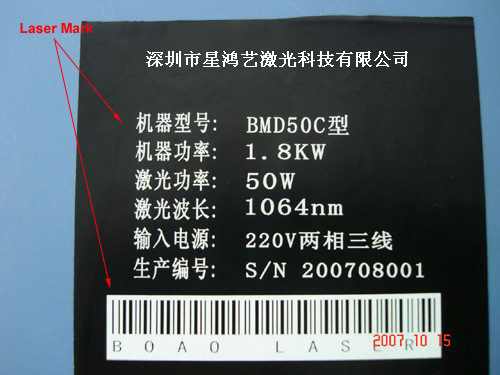 Laser Mark
深圳市星鸿艺激光科技有限公司
机器型号: BMD50C型
机器功率: 1.8KW
激光功率: 50W
激光波长: 1064nm
输入电源: 220V两相三线
生产编号: S/N 200708001
BOAO LASER
2007 10 15